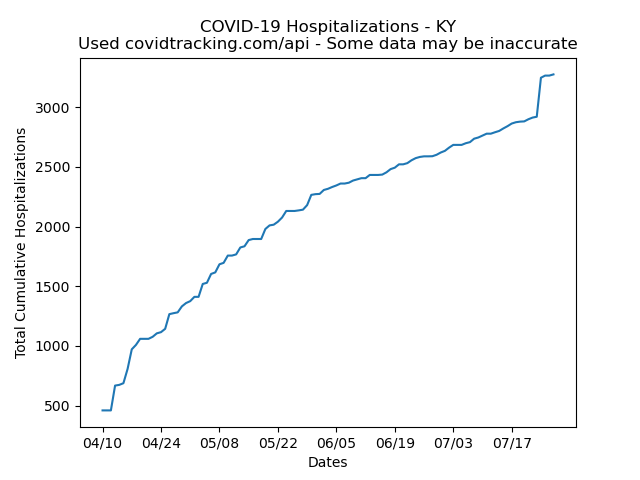 COVID-19 Hospitalizations - KY
Used covidtracking.com/api - Some data may be inaccurate
Total Cumulative Hospitalizations
3000
2500
2000
1500
1000
500
04/10 04/24 05/08 05/22 06/05 06/19 07/03 07/17
Dates